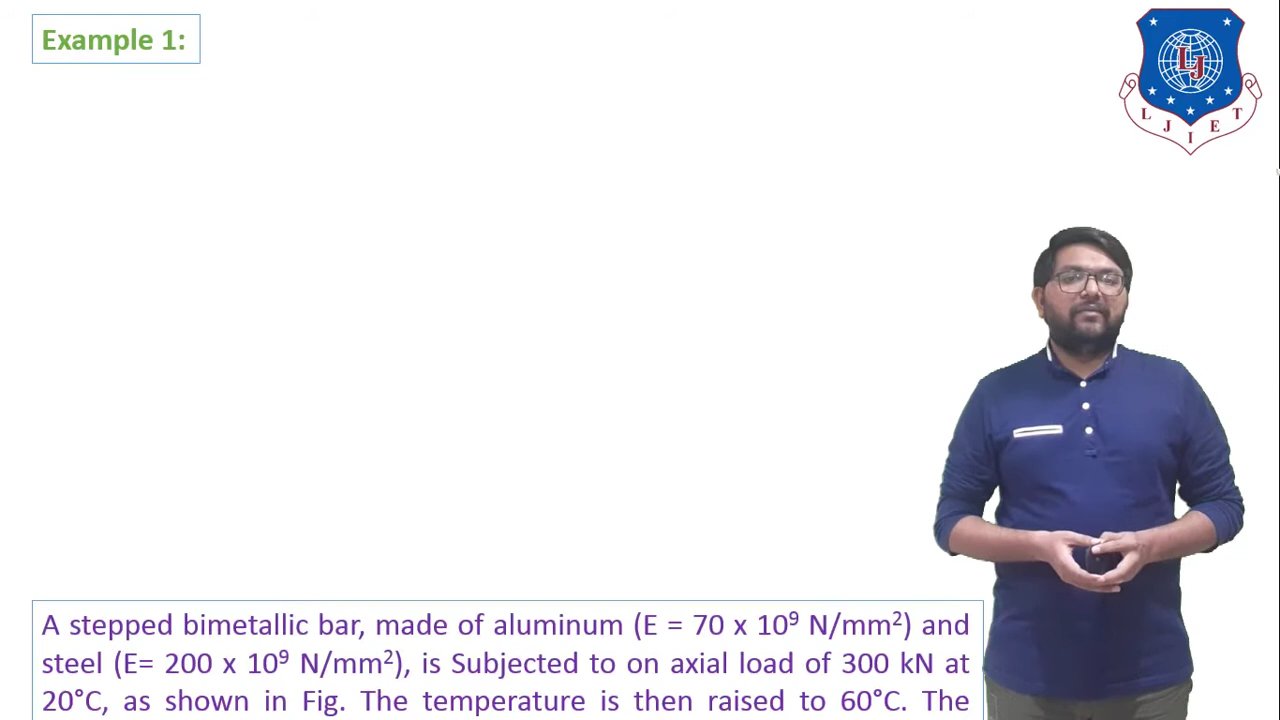 Example 1:
LJIET
LJ
A stepped bimetallic bar, made of aluminum (E = 70 x 10⁹ N/mm²) and
steel (E= 200 x 10⁹ N/mm²), is Subjected to on axial load of 300 kN at
20°C, as shown in Fig. The temperature is then raised to 60°C. The